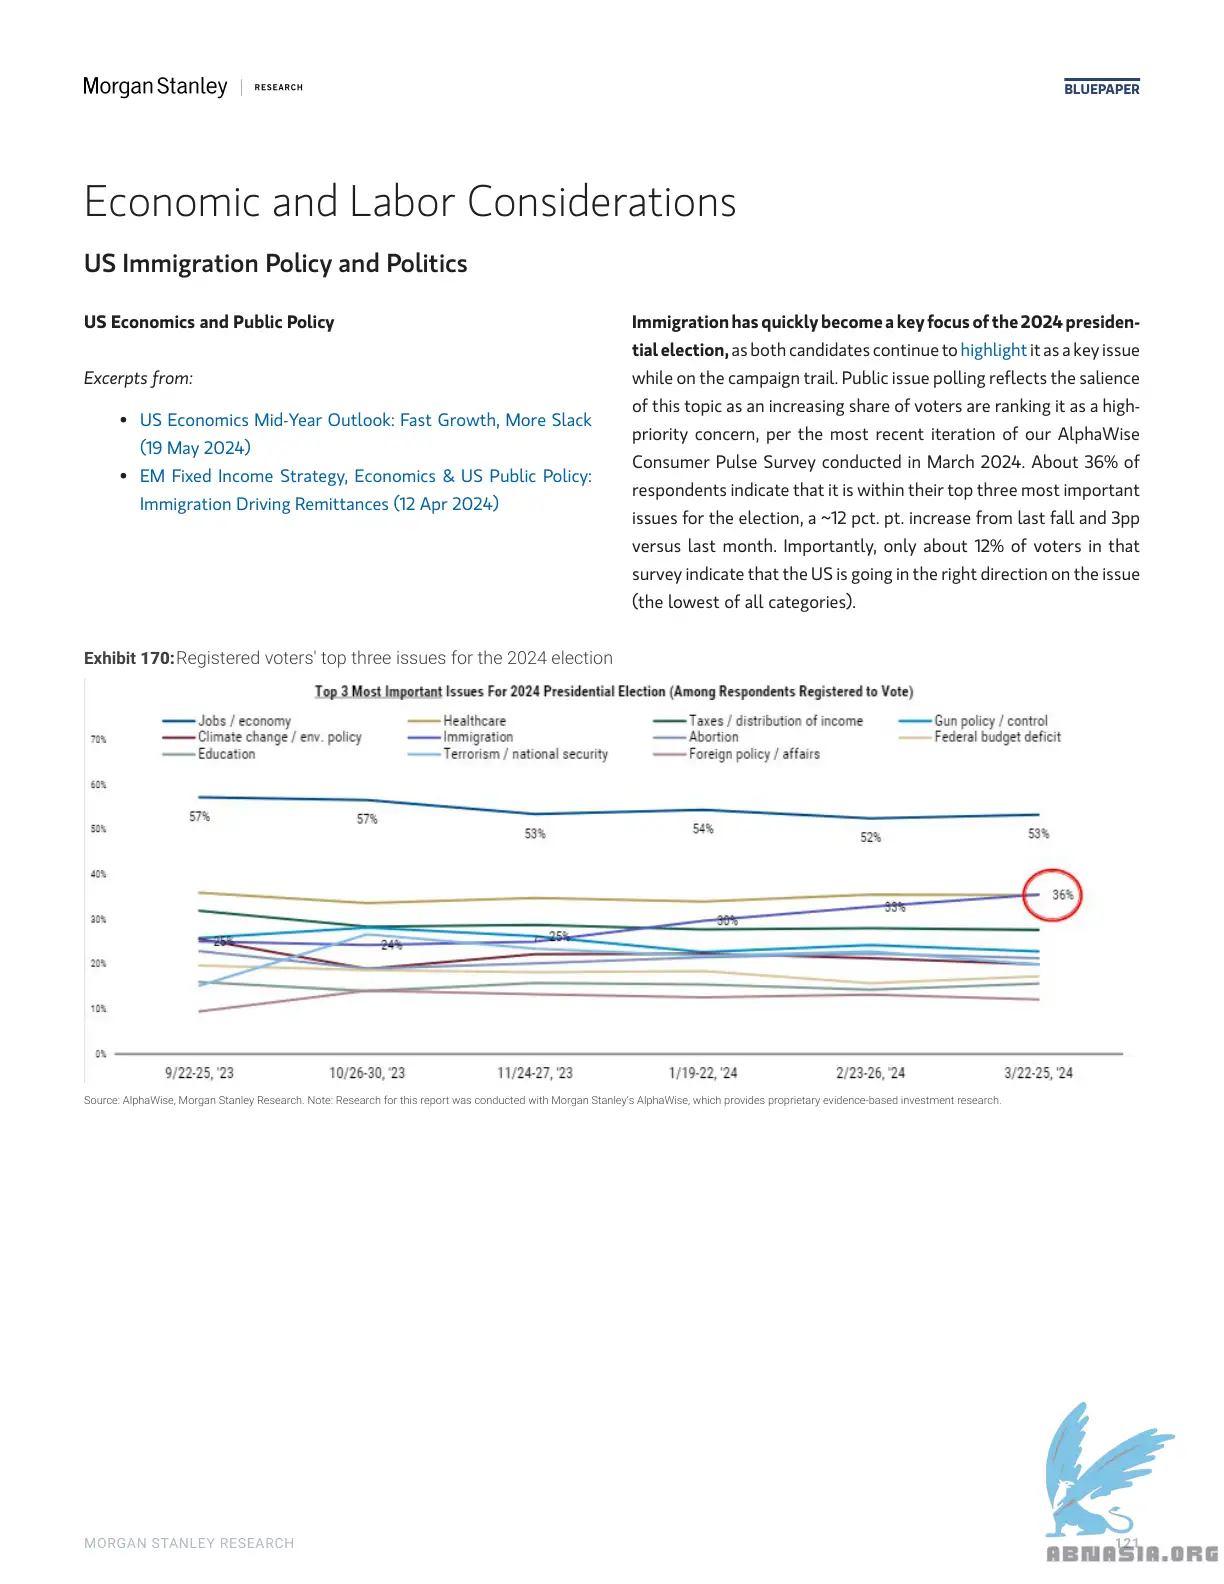 Morgan Stanley | RESEARCH
BLUEPAPER
Economic and Labor Considerations
US Immigration Policy and Politics
US Economics and Public Policy
Excerpts from:
• US Economics Mid-Year Outlook: Fast Growth, More Slack
(19 May 2024)
• EM Fixed Income Strategy, Economics & US Public Policy:
Immigration Driving Remittances (12 Apr 2024)
Immigration has quickly become a key focus of the 2024 presiden-
tial election, as both candidates continue to highlight it as a key issue
while on the campaign trail. Public issue polling reflects the salience
of this topic as an increasing share of voters are ranking it as a high-
priority concern, per the most recent iteration of our AlphaWise
Consumer Pulse Survey conducted in March 2024. About 36% of
respondents indicate that it is within their top three most important
issues for the election, a ~12 pct. pt. increase from last fall and 3pp
versus last month. Importantly, only about 12% of voters in that
survey indicate that the US is going in the right direction on the issue
(the lowest of all categories).
Exhibit 170: Registered voters' top three issues for the 2024 election
Top 3 Most Important Issues For 2024 Presidential Election (Among Respondents Registered to Vote)
Jobs / economy Healthcare Taxes / distribution of income Gun policy / control
Climate change / env. policy Immigration Abortion Federal budget deficit
Education Terrorism / national security Foreign policy / affairs
70%
60%
50%
40%
30%
20%
10%
0%
57% 57% 53% 54% 52% 53%
25% 24% 25% 30% 33% 36%
9/22-25, '23 10/26-30, '23 11/24-27, '23 1/19-22, '24 2/23-26, '24 3/22-25, '24
Source: AlphaWise, Morgan Stanley Research. Note: Research for this report was conducted with Morgan Stanley's AlphaWise, which provides proprietary evidence-based investment research.
MORGAN STANLEY RESEARCH
121
ABNASIA.ORG